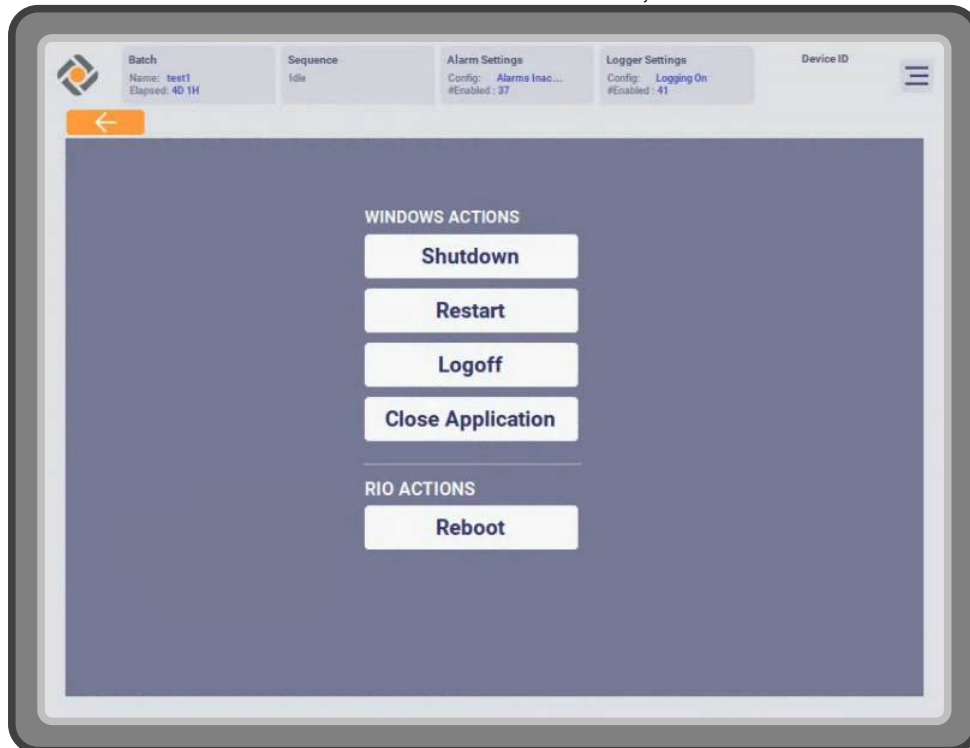 Batch
Name: test1
Elapsed: 4D 1H
Sequence
Idle
Alarm Settings
Config: Alarms Inac...
#Enabled : 37
Logger Settings
Config: Logging On
#Enabled : 41
Device ID
WINDOWS ACTIONS
Shutdown
Restart
Logoff
Close Application
RIO ACTIONS
Reboot